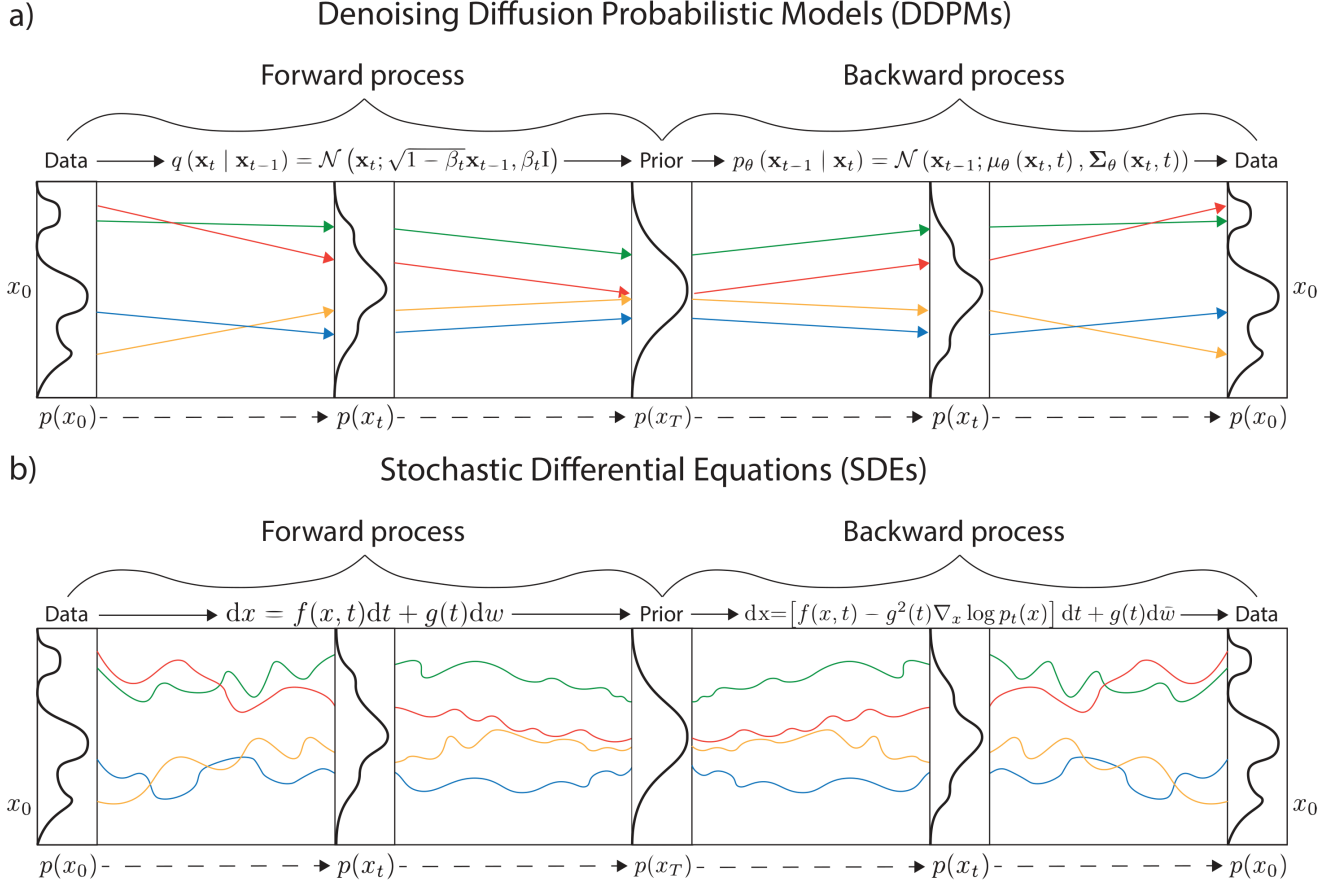 a)
Denoising Diffusion Probabilistic Models (DDPMs)
Forward process
Backward process
Data
q (x_t | x_{t−1}) = 𝒩 (x_t; √(1 − β_t) x_{t−1}, β_t I)
Prior
p_θ (x_{t−1} | x_t) = 𝒩 (x_{t−1}; μ_θ (x_t, t) , Σ_θ (x_t, t))
Data
x_0
x_0
p(x_0)
p(x_t)
p(x_T)
p(x_t)
p(x_0)
b)
Stochastic Differential Equations (SDEs)
Forward process
Backward process
Data
dx = f(x, t)dt + g(t)dw
Prior
dx=[f(x, t) − g²(t)∇_x log p_t(x)] dt + g(t)dw̄
Data
x_0
x_0
p(x_0)
p(x_t)
p(x_T)
p(x_t)
p(x_0)